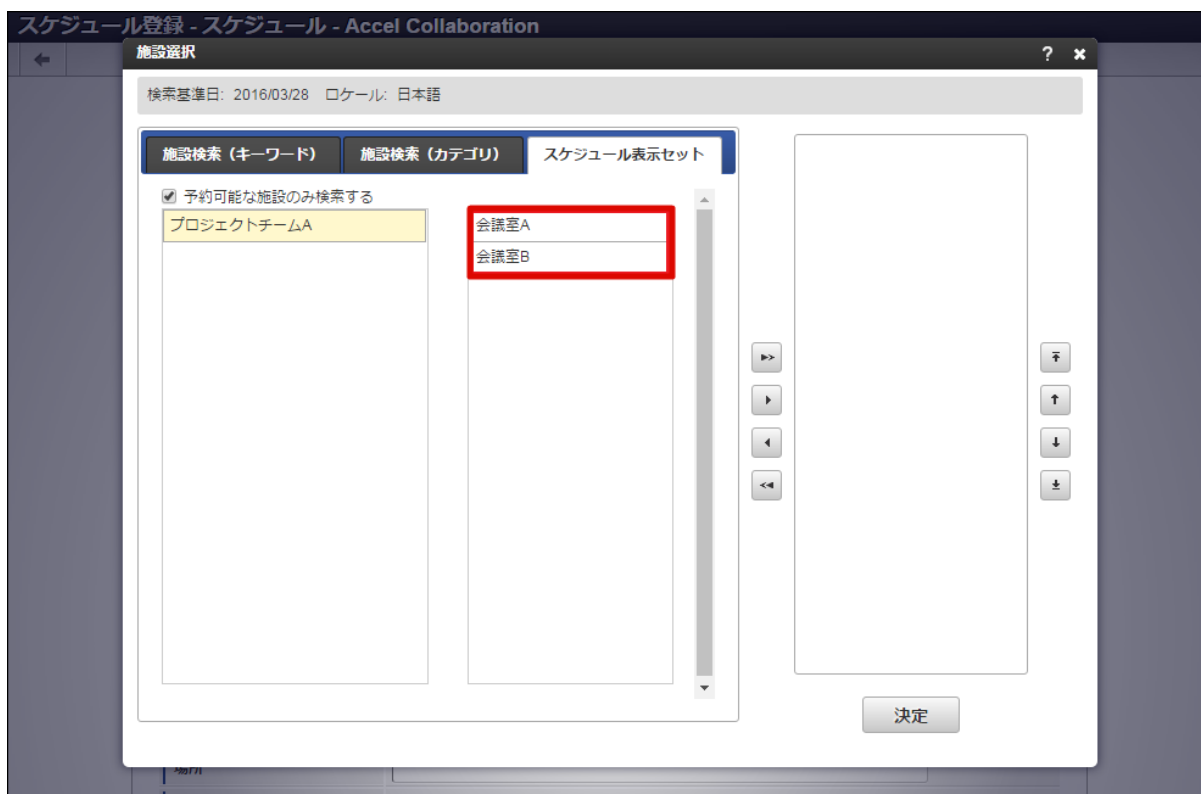 スケジュール登録 - スケジュール - Accel Collaboration
施設選択
検索基準日: 2016/03/28 ロケール: 日本語
施設検索（キーワード） 施設検索（カテゴリ） スケジュール表示セット
予約可能な施設のみ検索する
プロジェクトチームA
会議室A
会議室B
決定
場所